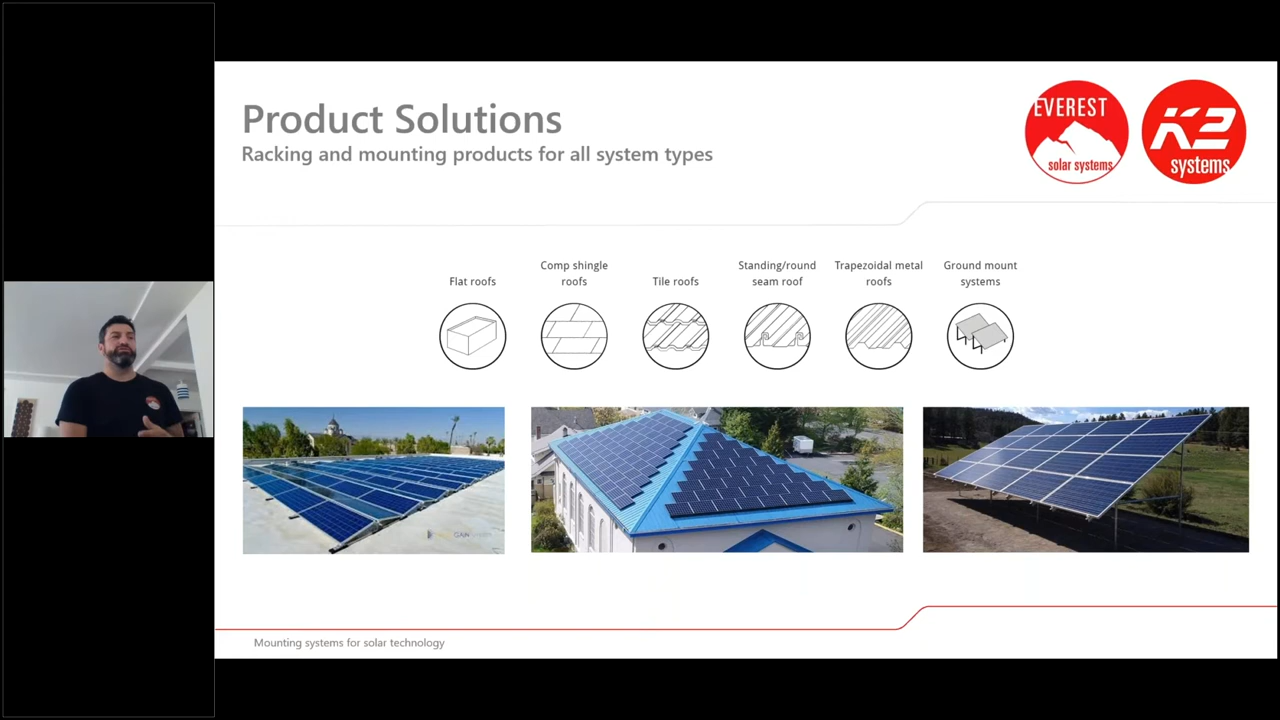 Product Solutions
Racking and mounting products for all system types
EVEREST
solar systems
K2
systems
Flat roofs
Comp shingle
roofs
Tile roofs
Standing/round
seam roof
Trapezoidal metal
roofs
Ground mount
systems
Mounting systems for solar technology